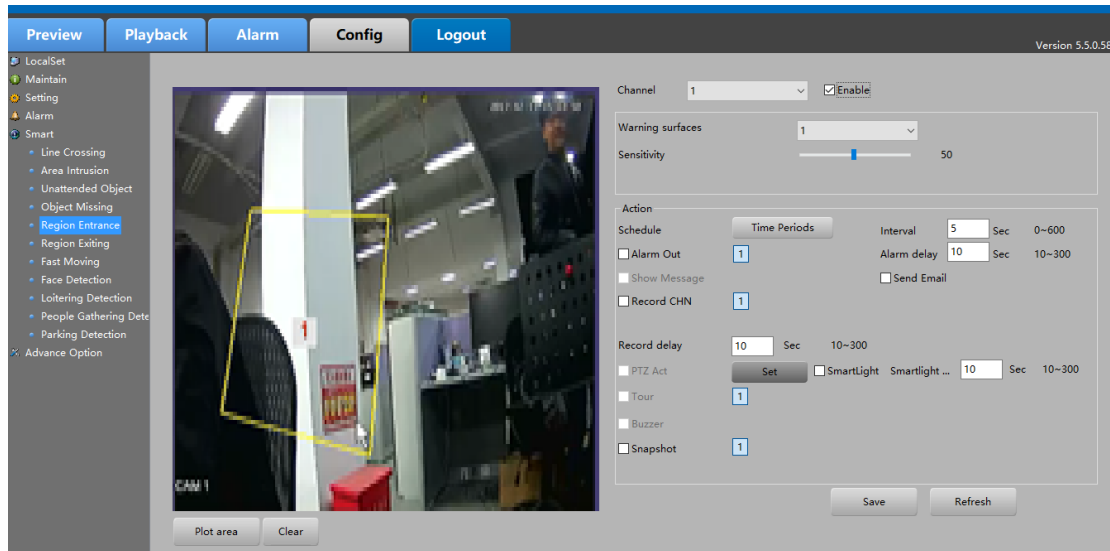 Preview Playback Alarm Config Logout
Version 5.5.0.58
LocalSet
Maintain
Setting
Alarm
Smart
Line Crossing
Area Intrusion
Unattended Object
Object Missing
Region Entrance
Region Exiting
Fast Moving
Face Detection
Loitering Detection
People Gathering Dete
Parking Detection
Advance Option
1
CAM 1
Plot area Clear
Channel 1 Enable
Warning surfaces 1
Sensitivity 50
Action
Schedule Time Periods Interval 5 Sec 0~600
Alarm Out 1 Alarm delay 10 Sec 10~300
Show Message Send Email
Record CHN 1
Record delay 10 Sec 10~300
PTZ Act Set SmartLight Smartlight ... 10 Sec 10~300
Tour 1
Buzzer
Snapshot 1
Save Refresh